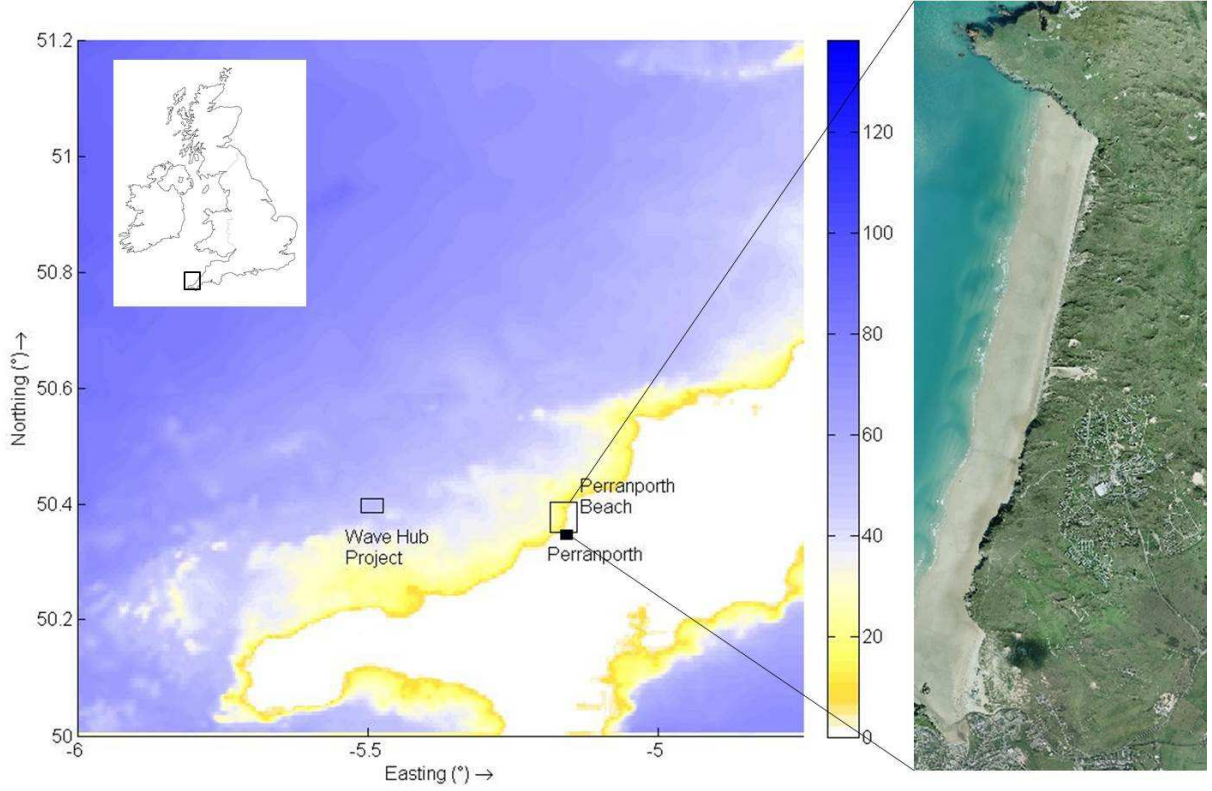 51.2
51
50.8
50.6
50.4
50.2
50
-6
-5.5
-5
Northing (°) →
Easting (°) →
Wave Hub
Project
Perranporth
Beach
Perranporth
120
100
80
60
40
20
0